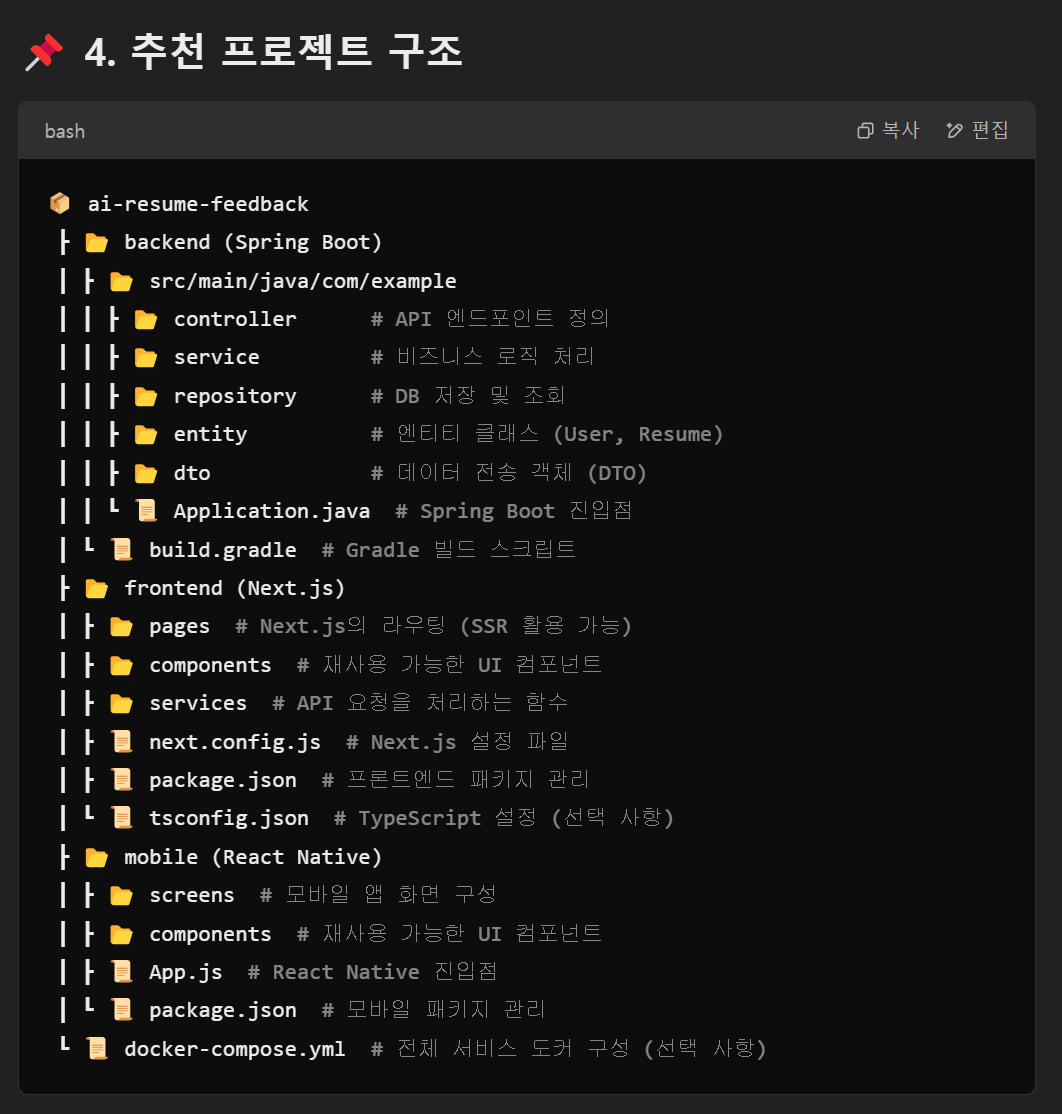 📌 4. 추천 프로젝트 구조
bash 복사 편집
📦 ai-resume-feedback
┣ 📂 backend (Spring Boot)
┃ ┣ 📂 src/main/java/com/example
┃ ┃ ┣ 📂 controller      # API 엔드포인트 정의
┃ ┃ ┣ 📂 service         # 비즈니스 로직 처리
┃ ┃ ┣ 📂 repository      # DB 저장 및 조회
┃ ┃ ┣ 📂 entity          # 엔티티 클래스 (User, Resume)
┃ ┃ ┣ 📂 dto             # 데이터 전송 객체 (DTO)
┃ ┃ ┗ 📜 Application.java  # Spring Boot 진입점
┃ ┗ 📜 build.gradle  # Gradle 빌드 스크립트
┣ 📂 frontend (Next.js)
┃ ┣ 📂 pages  # Next.js의 라우팅 (SSR 활용 가능)
┃ ┣ 📂 components  # 재사용 가능한 UI 컴포넌트
┃ ┣ 📂 services  # API 요청을 처리하는 함수
┃ ┣ 📜 next.config.js  # Next.js 설정 파일
┃ ┣ 📜 package.json  # 프론트엔드 패키지 관리
┃ ┗ 📜 tsconfig.json  # TypeScript 설정 (선택 사항)
┣ 📂 mobile (React Native)
┃ ┣ 📂 screens  # 모바일 앱 화면 구성
┃ ┣ 📂 components  # 재사용 가능한 UI 컴포넌트
┃ ┣ 📜 App.js  # React Native 진입점
┃ ┗ 📜 package.json  # 모바일 패키지 관리
┗ 📜 docker-compose.yml  # 전체 서비스 도커 구성 (선택 사항)